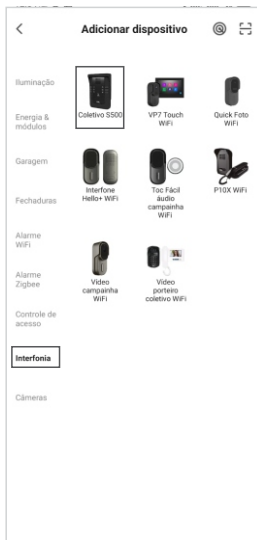 Adicionar dispositivo
Iluminação
Energia &
módulos
Garagem
Fechaduras
Alarme
WiFi
Alarme
Zigbee
Controle de
acesso
Interfonia
Câmeras
Coletivo S500
VP7 Touch
WiFi
Quick Foto
WiFi
Interfone
Hello+ WiFi
Toc Fácil
áudio
campainha
WiFi
P10X WiFi
Vídeo
campainha
WiFi
Vídeo
porteiro
coletivo WiFi